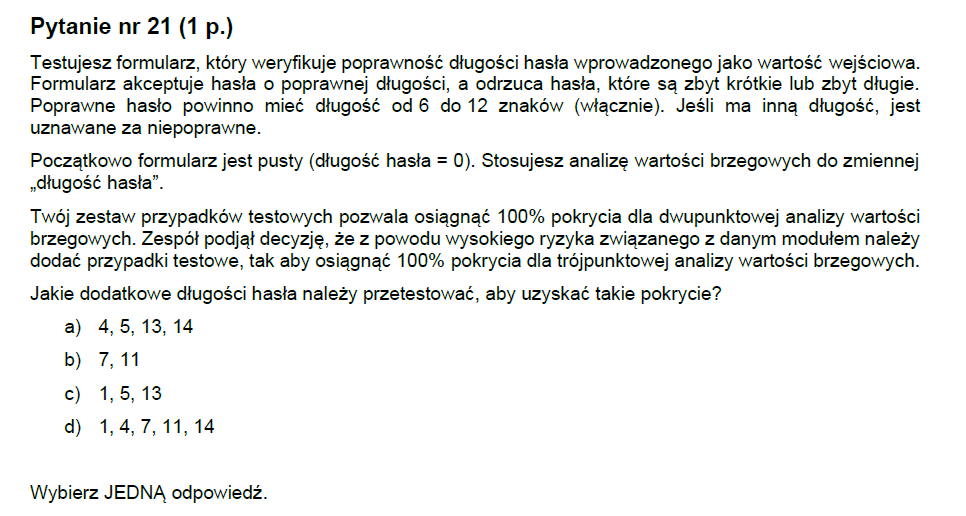 Pytanie nr 21 (1 p.)
Testujesz formularz, który weryfikuje poprawność długości hasła wprowadzonego jako wartość wejściowa.
Formularz akceptuje hasła o poprawnej długości, a odrzuca hasła, które są zbyt krótkie lub zbyt długie.
Poprawne hasło powinno mieć długość od 6 do 12 znaków (włącznie). Jeśli ma inną długość, jest
uznawane za niepoprawne.
Początkowo formularz jest pusty (długość hasła = 0). Stosujesz analizę wartości brzegowych do zmiennej
„długość hasła”.
Twój zestaw przypadków testowych pozwala osiągnąć 100% pokrycia dla dwupunktowej analizy wartości
brzegowych. Zespół podjął decyzję, że z powodu wysokiego ryzyka związanego z danym modułem należy
dodać przypadki testowe, tak aby osiągnąć 100% pokrycia dla trójpunktowej analizy wartości brzegowych.
Jakie dodatkowe długości hasła należy przetestować, aby uzyskać takie pokrycie?
a) 4, 5, 13, 14
b) 7, 11
c) 1, 5, 13
d) 1, 4, 7, 11, 14
Wybierz JEDNĄ odpowiedź.